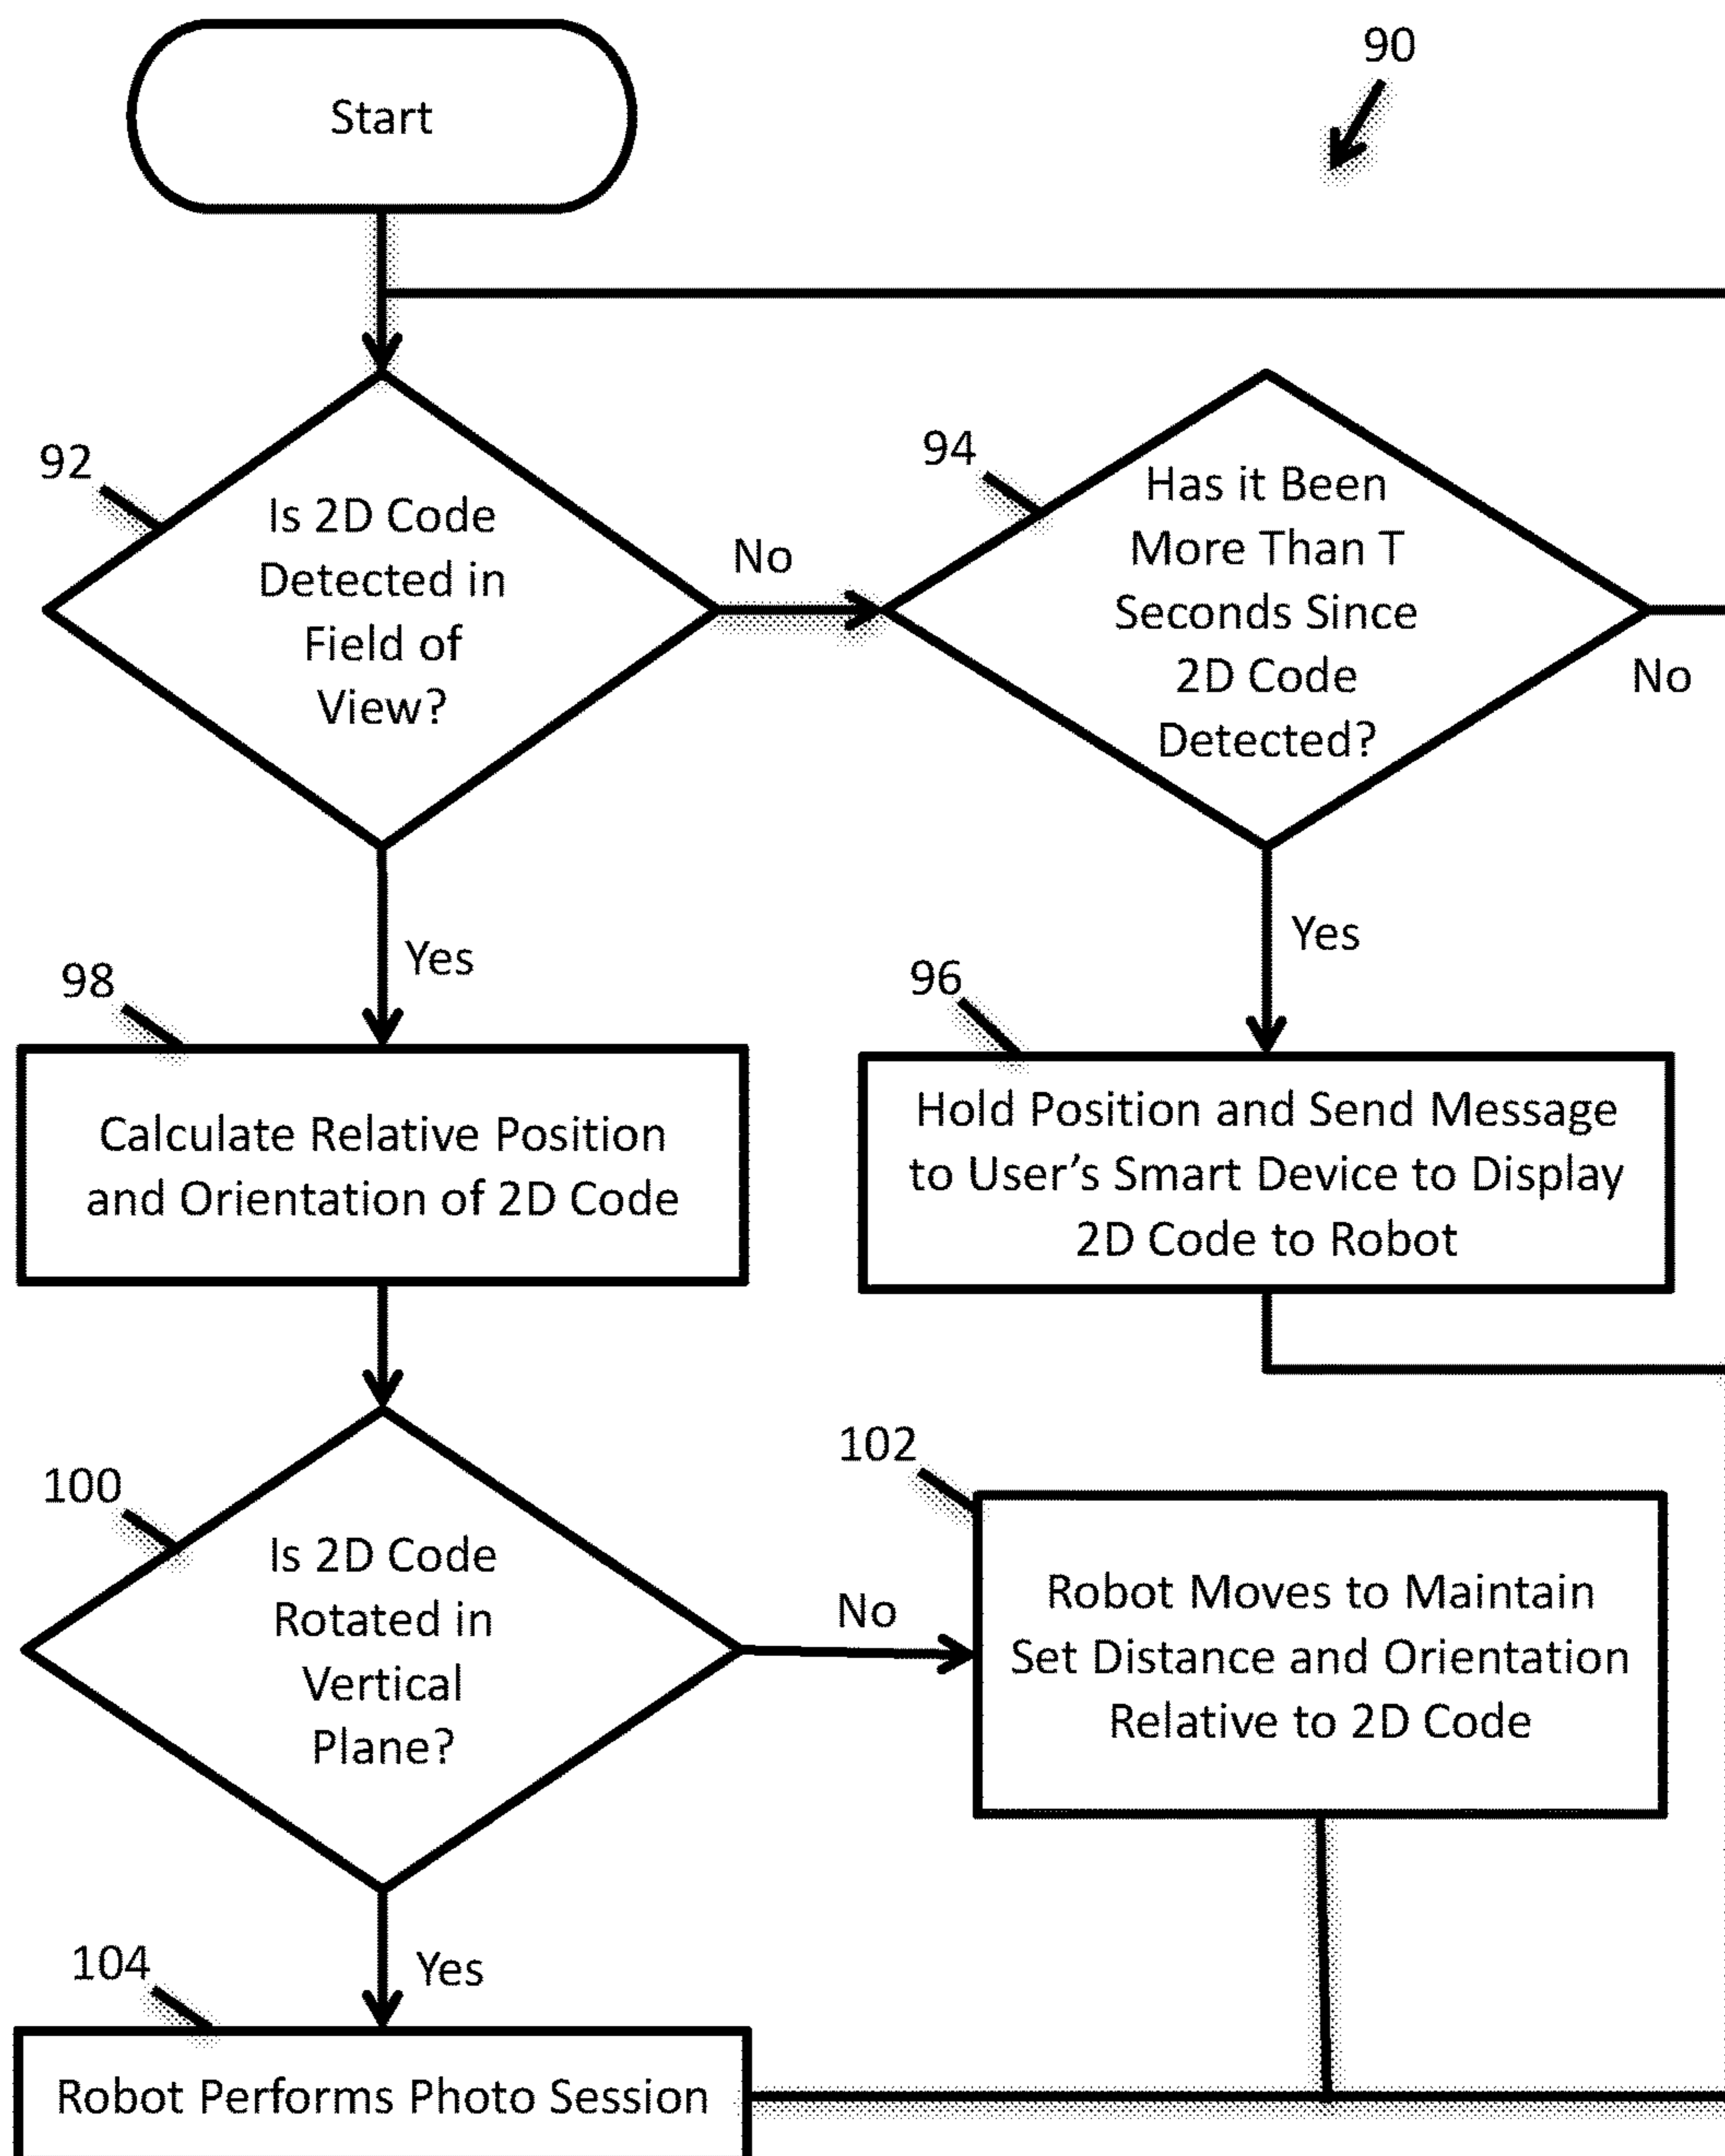 Start
90
92
Is 2D Code
Detected in
Field of
View?
No
94
Has it Been
More Than T
Seconds Since
2D Code
Detected?
No
Yes
Yes
98
Calculate Relative Position
and Orientation of 2D Code
96
Hold Position and Send Message
to User’s Smart Device to Display
2D Code to Robot
100
Is 2D Code
Rotated in
Vertical
Plane?
No
102
Robot Moves to Maintain
Set Distance and Orientation
Relative to 2D Code
Yes
104
Robot Performs Photo Session